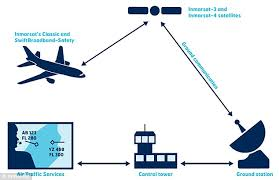 Inmarsat-3 and
Inmarsat-4 satellites
Inmarsat's Classic and
SwiftBroadband-Safety
Ground communication
AB 123
FL 280
YZ 456
FL 300
Air Traffic Services
Control tower
Ground station